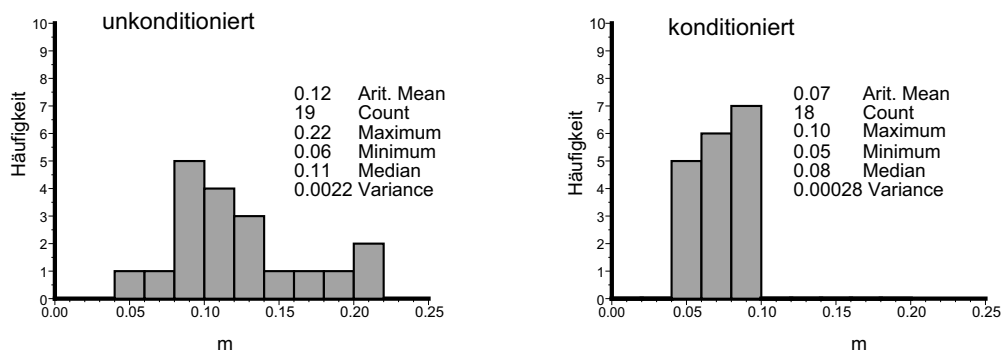 unkonditioniert
10
9
8
7
6
5
4
3
2
1
0
Häufigkeit
0.12 Arit. Mean
19 Count
0.22 Maximum
0.06 Minimum
0.11 Median
0.0022 Variance
0.00 0.05 0.10 0.15 0.20 0.25
m
konditioniert
10
9
8
7
6
5
4
3
2
1
0
Häufigkeit
0.07 Arit. Mean
18 Count
0.10 Maximum
0.05 Minimum
0.08 Median
0.00028 Variance
0.00 0.05 0.10 0.15 0.20 0.25
m